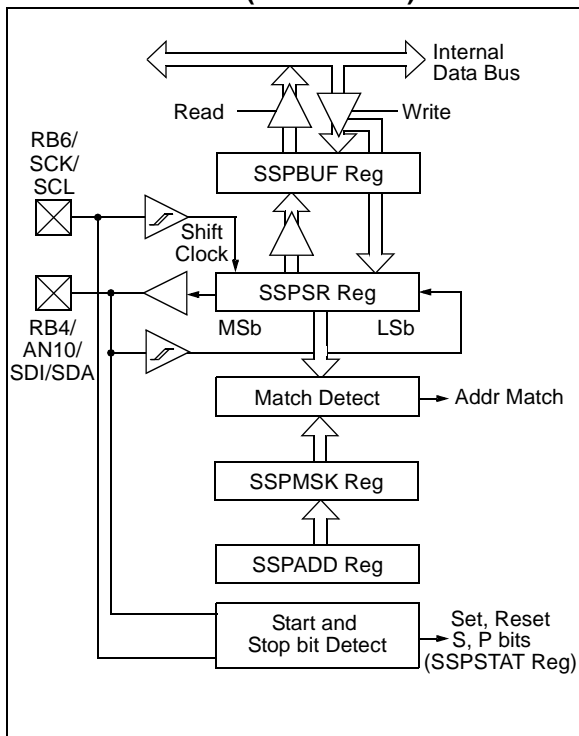 Internal
Data Bus
Read
Write
RB6/
SCK/
SCL
SSPBUF Reg
Shift
Clock
SSPSR Reg
MSb
LSb
RB4/
AN10/
SDI/SDA
Match Detect
Addr Match
SSPMSK Reg
SSPADD Reg
Start and
Stop bit Detect
Set, Reset
S, P bits
(SSPSTAT Reg)